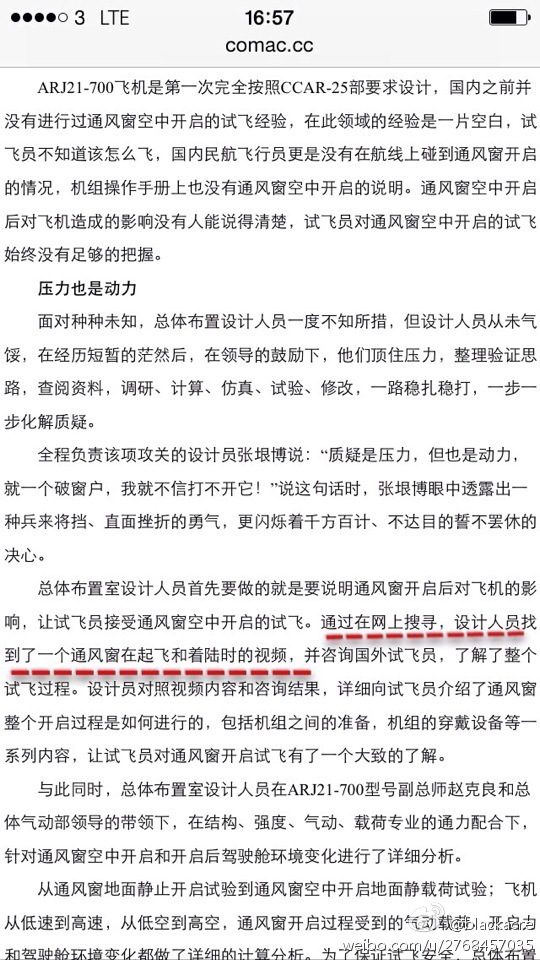 3 LTE 16:57
comac.cc
ARJ21-700飞机是第一次完全按照CCAR-25部要求设计，国内之前并
没有进行过通风窗空中开启的试飞经验，在此领域的经验是一片空白，试
飞员不知道该怎么飞，国内民航飞行员更是没有在航线上碰到通风窗开启
的情况，机组操作手册上也没有通风窗空中开启的说明。通风窗空中开启
后对飞机造成的影响没有人能说得清楚，试飞员对通风窗空中开启的试飞
始终没有足够的把握。
压力也是动力
面对种种未知，总体布置设计人员一度不知所措，但设计人员从未气
馁，在经历短暂的茫然后，在领导的鼓励下，他们顶住压力，整理验证思
路，查阅资料，调研、计算、仿真、试验、修改，一路稳扎稳打，一步一
步化解质疑。
全程负责该项攻关的设计员张垠博说：“质疑是压力，但也是动力，
就一个破窗户，我就不信打不开它！”说这句话时，张垠博眼中透露出一
种兵来将挡、直面挫折的勇气，更闪烁着千方百计、不达目的誓不罢休的
决心。
总体布置室设计人员首先要做的就是要说明通风窗开启后对飞机的影
响，让试飞员接受通风窗空中开启的试飞。通过在网上搜寻，设计人员找
到了一个通风窗在起飞和着陆时的视频，并咨询国外试飞员，了解了整个
试飞过程。设计员对照视频内容和咨询结果，详细向试飞员介绍了通风窗
整个开启过程是如何进行的，包括机组之间的准备，机组的穿戴设备等一
系列内容，让试飞员对通风窗开启试飞有了一个大致的了解。
与此同时，总体布置室设计人员在ARJ21-700型号副总师赵克良和总
体气动部领导的带领下，在结构、强度、气动、载荷专业的通力配合下，
针对通风窗空中开启和开启后驾驶舱环境变化进行了详细分析。
从通风窗地面静止开启试验到通风窗空中开启地面静载荷试验；飞机
从低速到高速，从低空到高空，通风窗开启过程受到的气动载荷、开启力
和驾驶舱环境变化都做了详细的计算分析。为了保证试飞安全，总体布置
weibo.com/u/2763457035